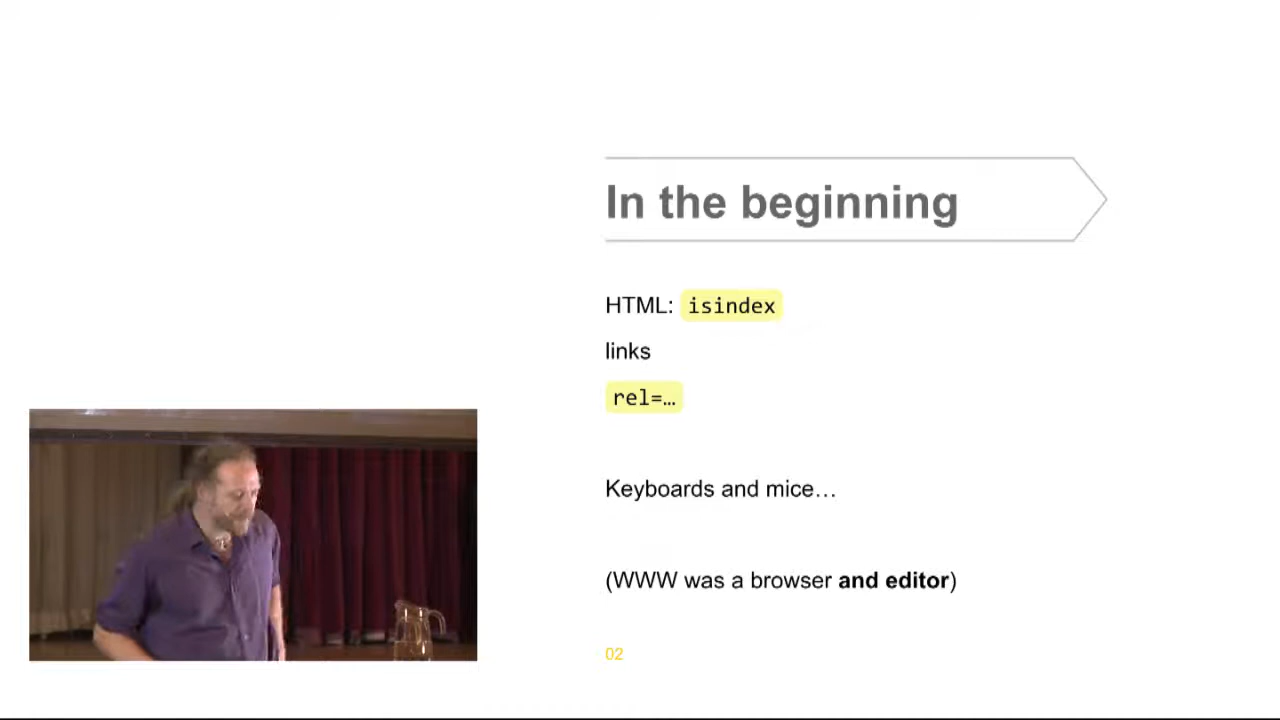 In the beginning
HTML: isindex
links
rel=…
Keyboards and mice…
(WWW was a browser and editor)
02